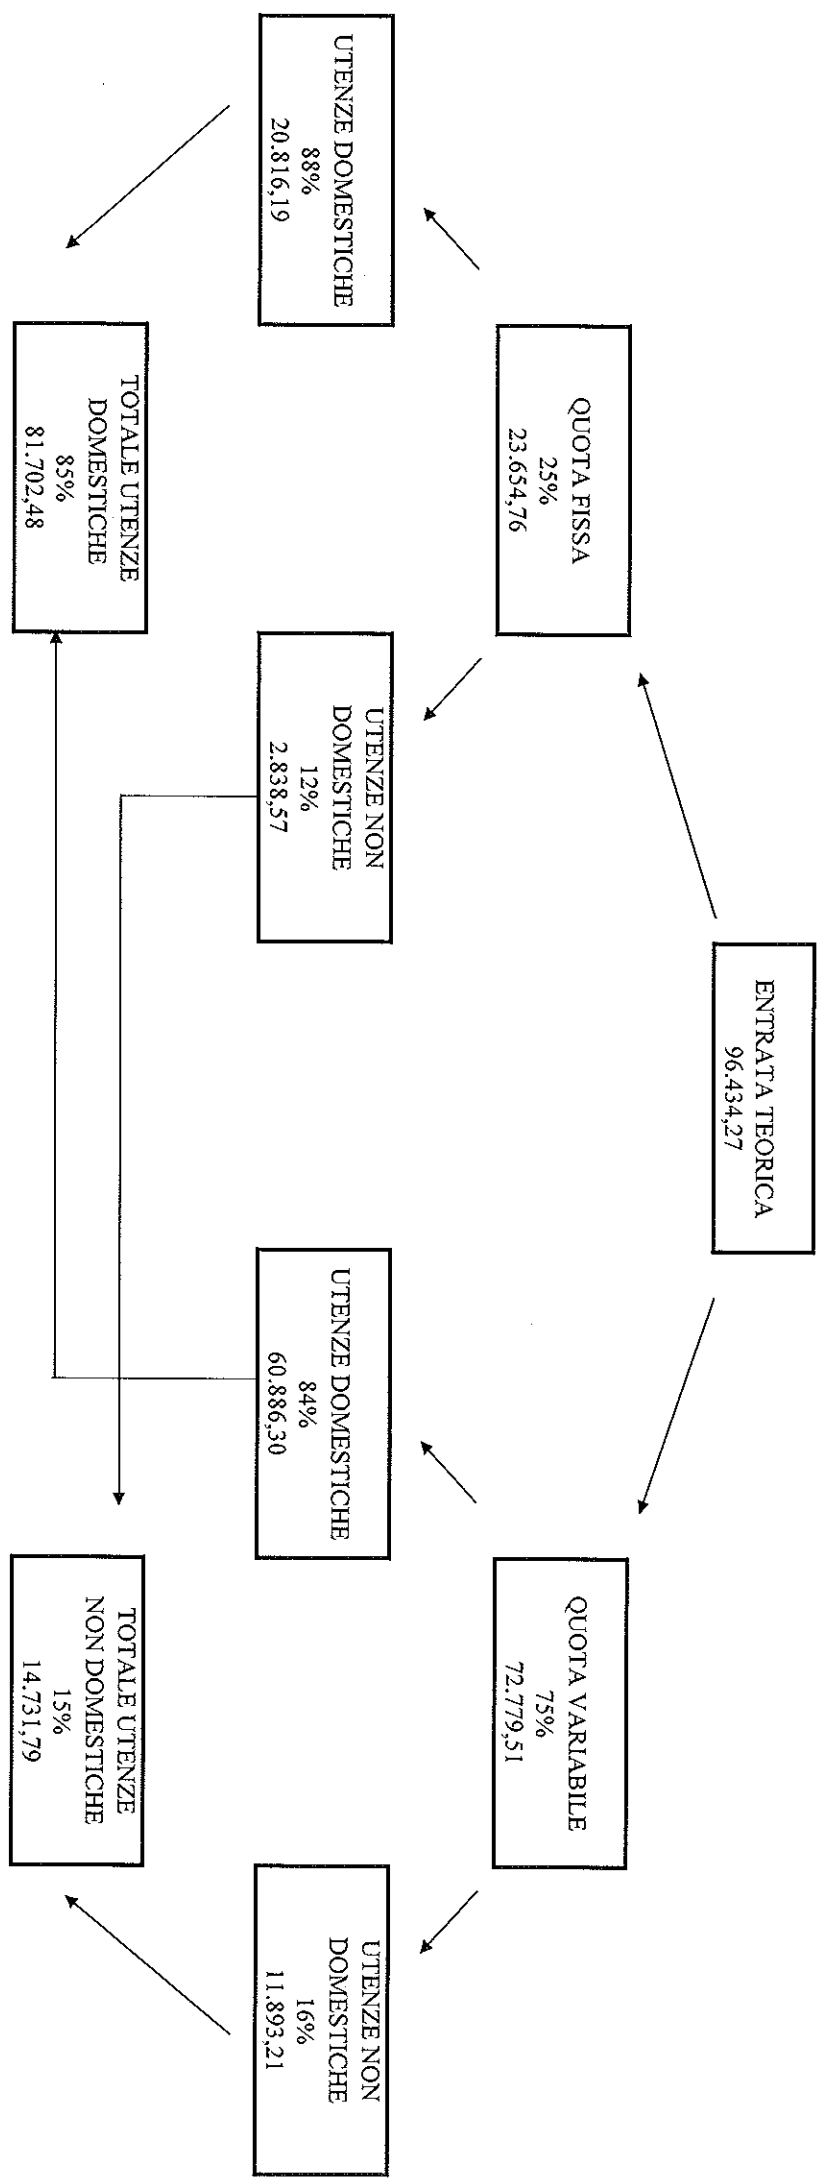 ENTRATA TEORICA
96.434,27
QUOTA FISSA
25%
23.654,76
QUOTA VARIABILE
75%
72.779,51
UTENZE DOMESTICHE
88%
20.816,19
UTENZE NON
DOMESTICHE
12%
2.838,57
UTENZE DOMESTICHE
84%
60.886,30
UTENZE NON
DOMESTICHE
16%
11.893,21
TOTALE UTENZE
DOMESTICHE
85%
81.702,48
TOTALE UTENZE
NON DOMESTICHE
15%
14.731,79